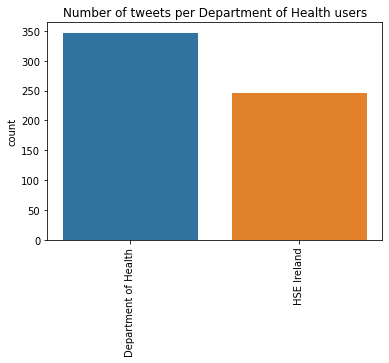 Number of tweets per Department of Health users
350
300
250
200
150
100
50
0
count
Department of Health
HSE Ireland